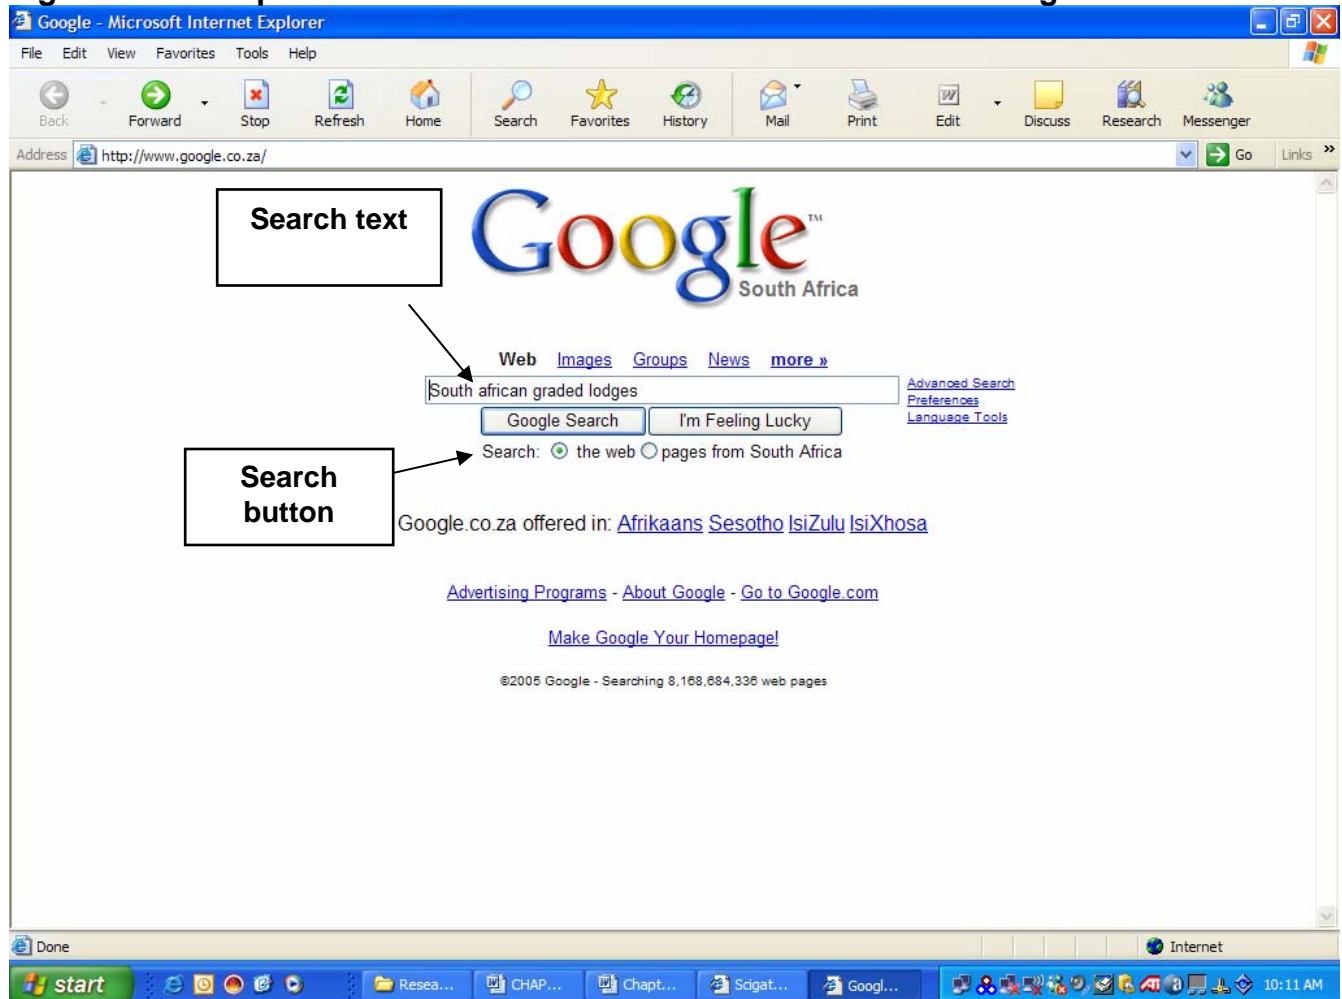 Google - Microsoft Internet Explorer
File Edit View Favorites Tools Help
Back Forward Stop Refresh Home Search Favorites History Mail Print Edit Discuss Research Messenger
Address http://www.google.co.za/ Go Links »
Search text
Google™
South Africa
Web Images Groups News more »
South african graded lodges
Advanced Search
Preferences
Language Tools
Google Search I'm Feeling Lucky
Search: the web pages from South Africa
Search
button
Google.co.za offered in: Afrikaans Sesotho IsiZulu IsiXhosa
Advertising Programs - About Google - Go to Google.com
Make Google Your Homepage!
©2005 Google - Searching 8,168,684,336 web pages
Done Internet
start Resea... CHAP... Chapt... Scigat... Googl... 10:11 AM